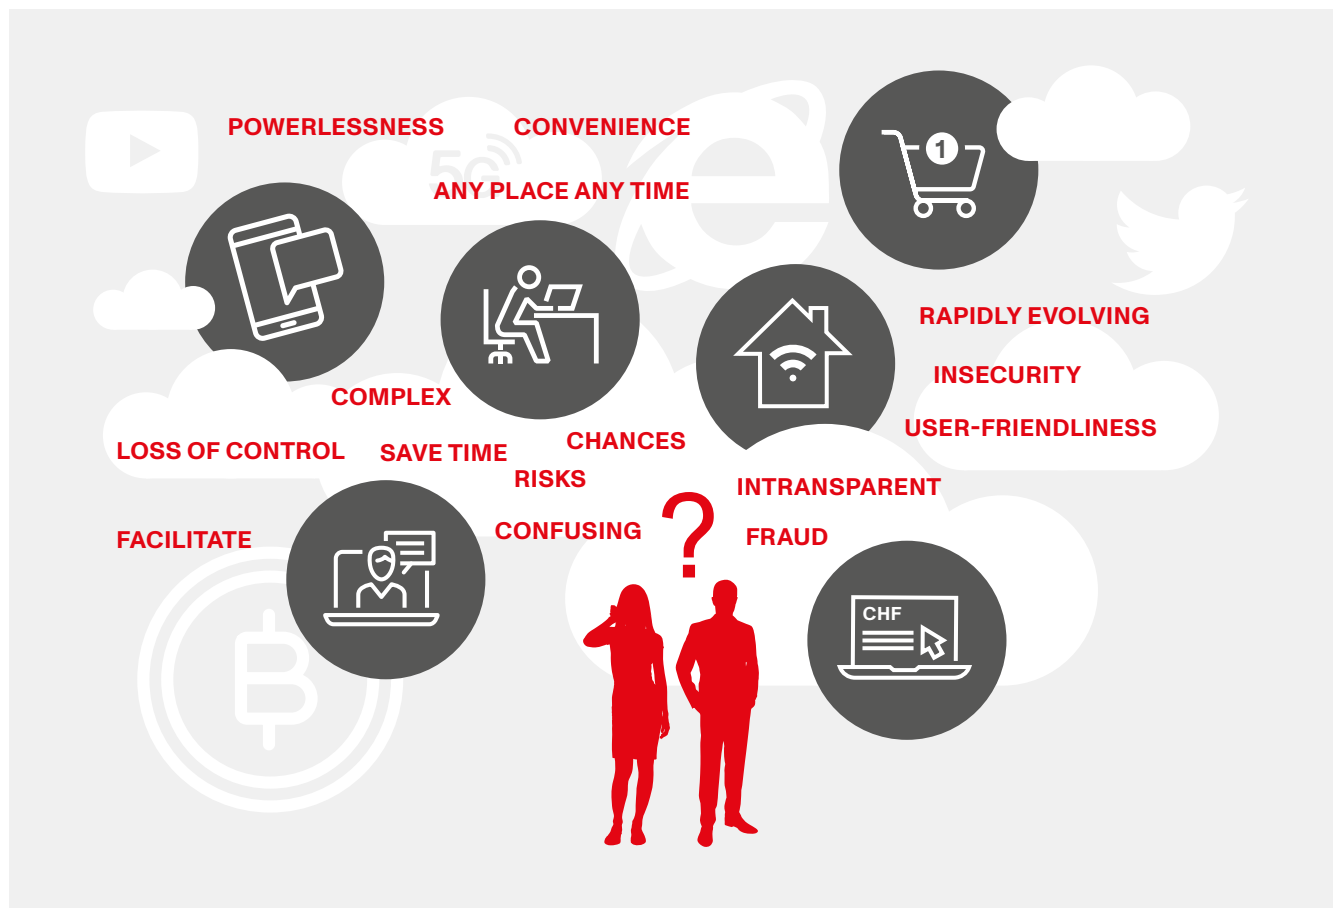 POWERLESSNESS
CONVENIENCE
5G
ANY PLACE ANY TIME
1
RAPIDLY EVOLVING
INSECURITY
USER-FRIENDLINESS
COMPLEX
LOSS OF CONTROL
SAVE TIME
CHANCES
RISKS
INTRANSPARENT
CONFUSING
?
FRAUD
FACILITATE
CHF